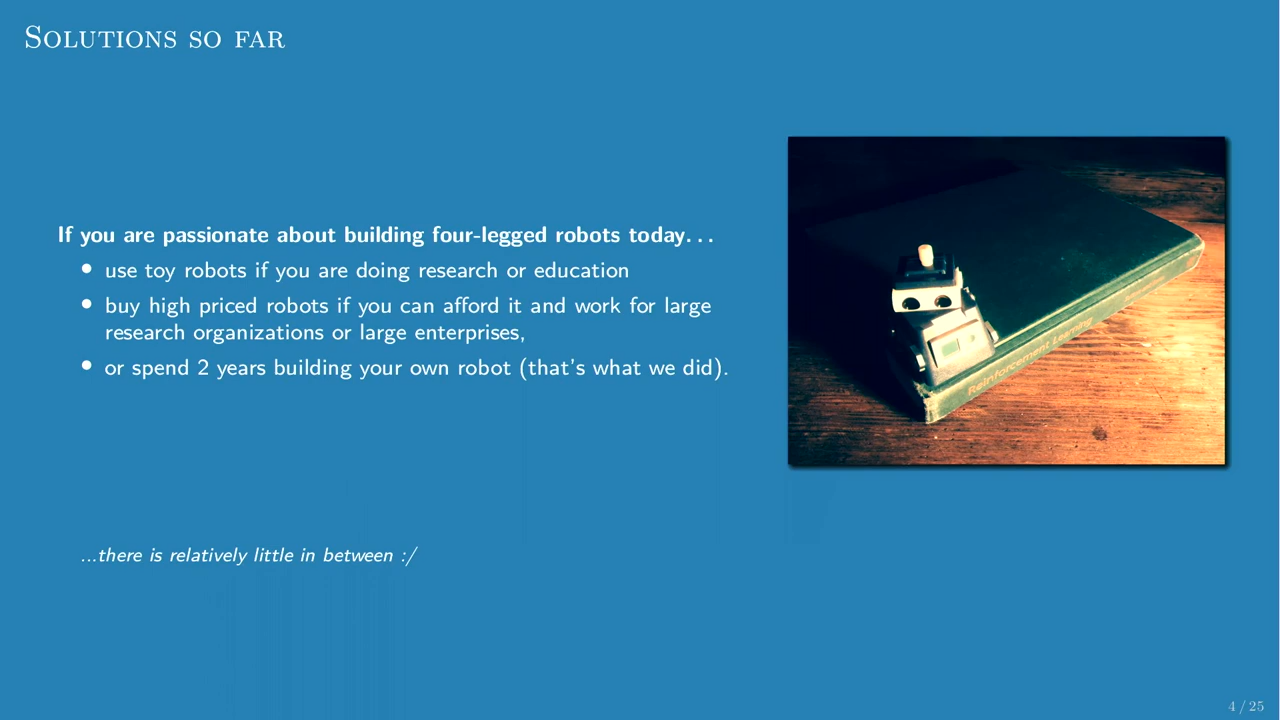 Solutions so far
If you are passionate about building four-legged robots today...
• use toy robots if you are doing research or education
• buy high priced robots if you can afford it and work for large
research organizations or large enterprises,
• or spend 2 years building your own robot (that's what we did).
Reinforcement Learning
...there is relatively little in between :/
4 / 25